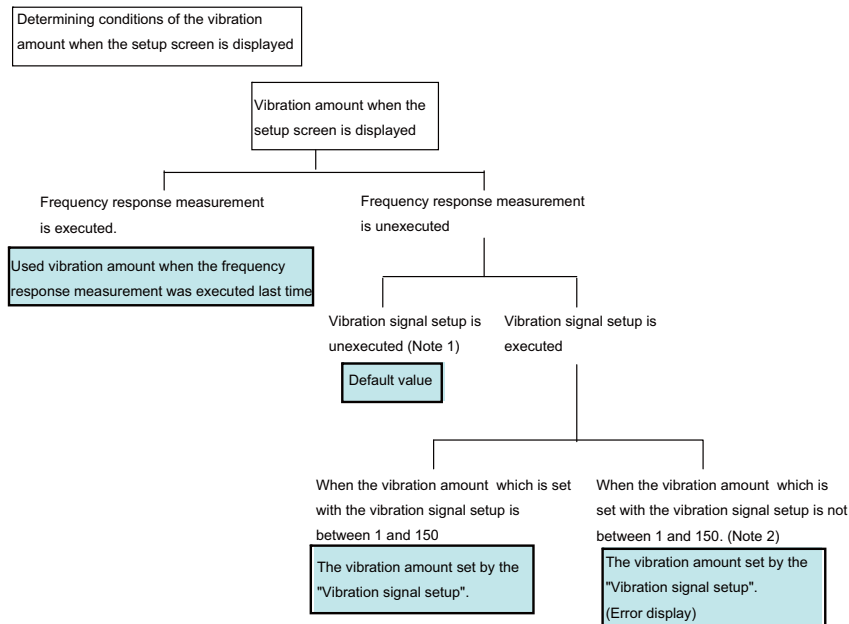 Determining conditions of the vibration
amount when the setup screen is displayed
Vibration amount when the
setup screen is displayed
Frequency response measurement
is executed.
Used vibration amount when the frequency
response measurement was executed last time
Frequency response measurement
is unexecuted
Vibration signal setup is
unexecuted (Note 1)
Default value
Vibration signal setup is
executed
When the vibration amount which is set
with the vibration signal setup is
between 1 and 150
The vibration amount set by the
"Vibration signal setup".
When the vibration amount which is
set with the vibration signal setup is not
between 1 and 150. (Note 2)
The vibration amount set by the
"Vibration signal setup".
(Error display)